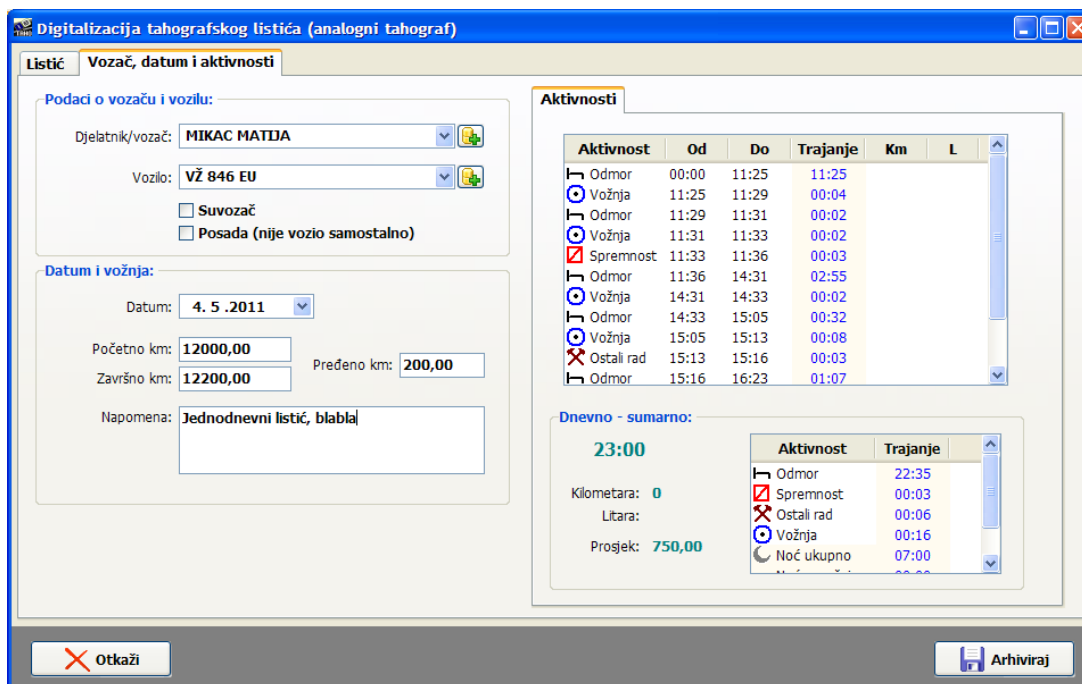 Digitalizacija tahografskog listića (analogni tahograf)
Listić Vozač, datum i aktivnosti
Podaci o vozaču i vozilu:
Djelatnik/vozač: MIKAC MATIJA
Vozilo: VŽ 846 EU
Suvozač
Posada (nije vozio samostalno)
Datum i vožnja:
Datum: 4. 5 .2011
Početno km: 12000,00
Pređeno km: 200,00
Završno km: 12200,00
Napomena: Jednodnevni listić, blabla
Aktivnosti
Aktivnost Od Do Trajanje Km L
Odmor 00:00 11:25 11:25
Vožnja 11:25 11:29 00:04
Odmor 11:29 11:31 00:02
Vožnja 11:31 11:33 00:02
Spremnost 11:33 11:36 00:03
Odmor 11:36 14:31 02:55
Vožnja 14:31 14:33 00:02
Odmor 14:33 15:05 00:32
Vožnja 15:05 15:13 00:08
Ostali rad 15:13 15:16 00:03
Odmor 15:16 16:23 01:07
Dnevno - sumarno:
23:00
Kilometara: 0
Litara:
Prosjek: 750,00
Aktivnost Trajanje
Odmor 22:35
Spremnost 00:03
Ostali rad 00:06
Vožnja 00:16
Noć ukupno 07:00
Otkaži
Arhiviraj